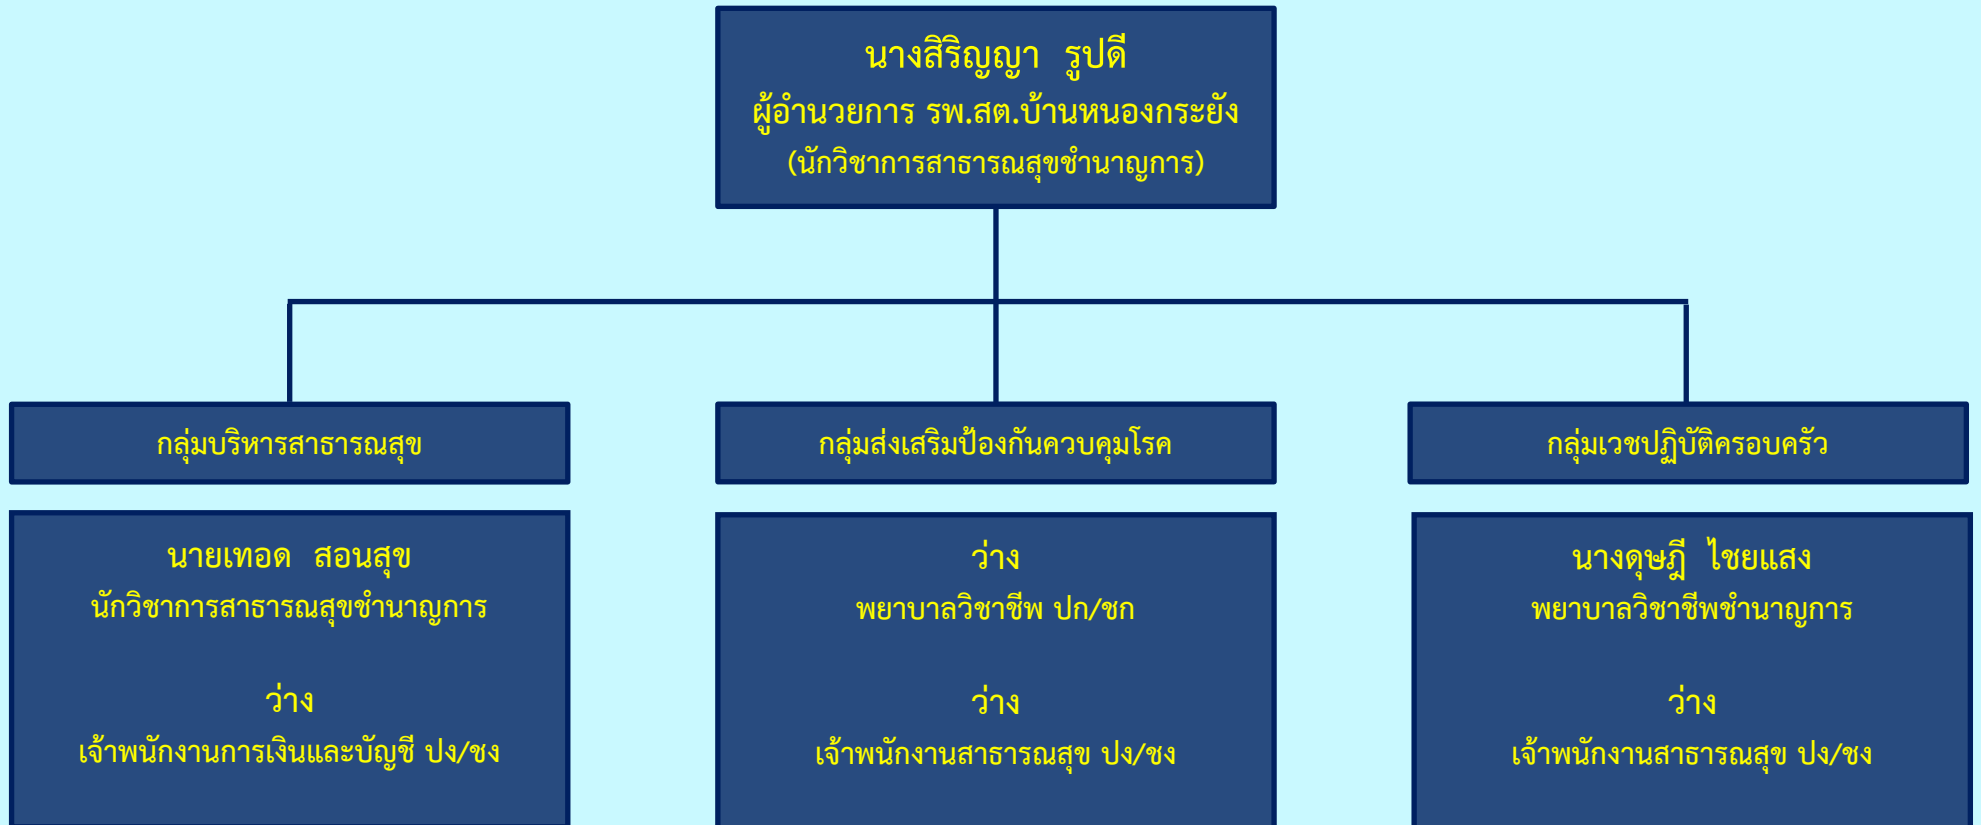 นางสิริญญา รูปดี
ผู้อำนวยการ รพ.สต.บ้านหนองกระยัง
(นักวิชาการสาธารณสุขชำนาญการ)
กลุ่มบริหารสาธารณสุข
กลุ่มส่งเสริมป้องกันควบคุมโรค
กลุ่มเวชปฏิบัติครอบครัว
นายเทอด สอนสุข
นักวิชาการสาธารณสุขชำนาญการ
ว่าง
เจ้าพนักงานการเงินและบัญชี ปง/ชง
ว่าง
พยาบาลวิชาชีพ ปก/ชก
ว่าง
เจ้าพนักงานสาธารณสุข ปง/ชง
นางดุษฎี ไชยแสง
พยาบาลวิชาชีพชำนาญการ
ว่าง
เจ้าพนักงานสาธารณสุข ปง/ชง